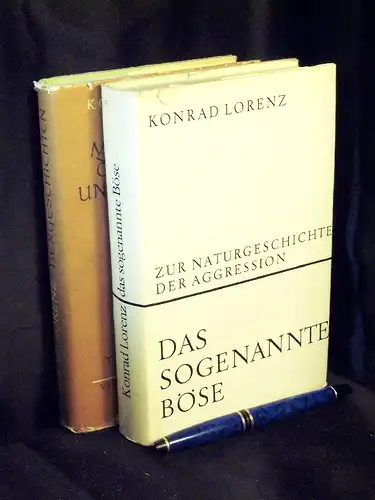 KONRAD LORENZ
ZUR NATURGESCHICHTE
DER AGGRESSION
DAS
SOGENANNTE
BÖSE
Konrad Lorenz / das sogenannte Böse